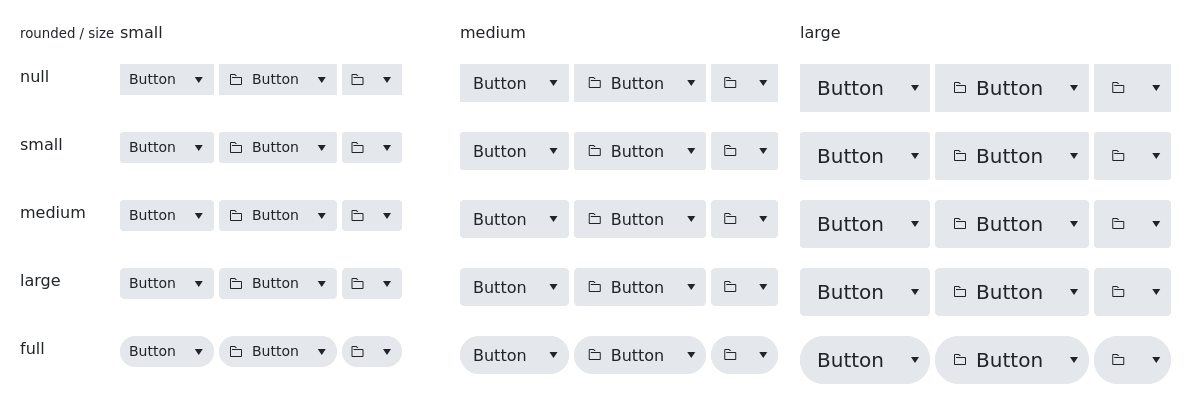 rounded / size small medium large
null Button Button Button Button Button Button
small Button Button Button Button Button Button
medium Button Button Button Button Button Button
large Button Button Button Button Button Button
full Button Button Button Button Button Button